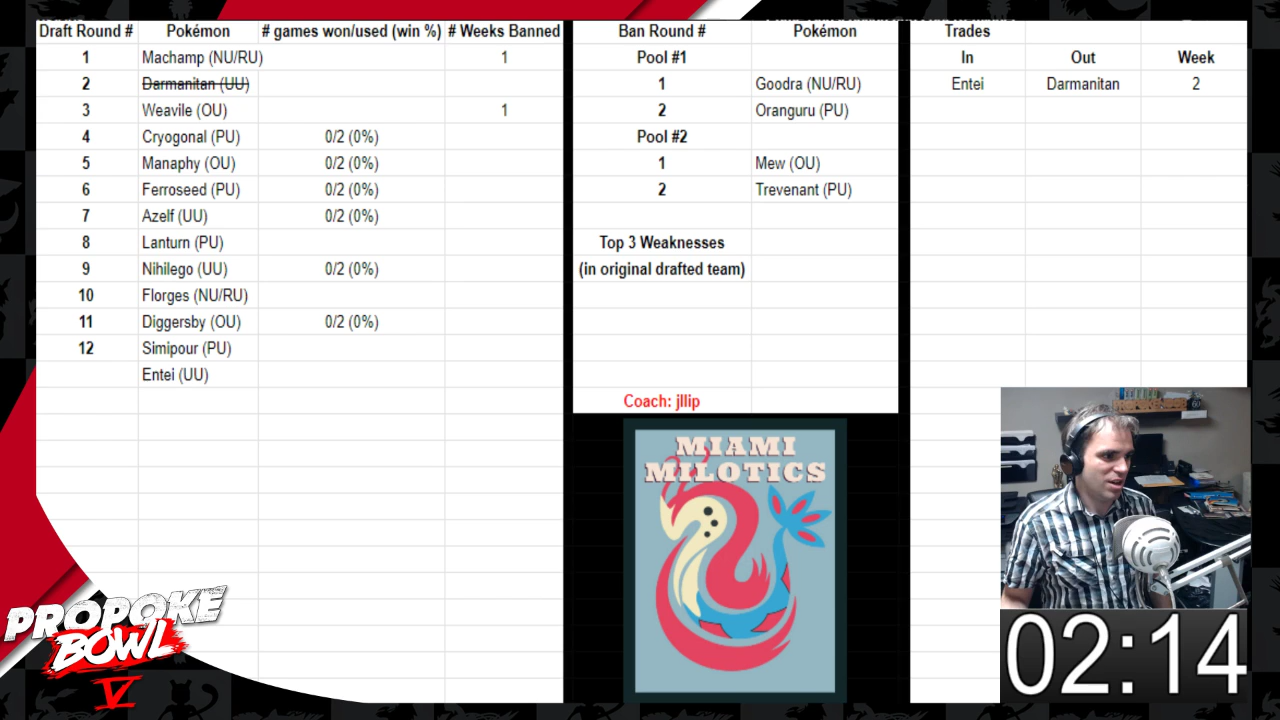 Draft Round # Pokémon # games won/used (win %) # Weeks Banned
1 Machamp (NU/RU) 1
2 Darmanitan (UU)
3 Weavile (OU) 1
4 Cryogonal (PU) 0/2 (0%)
5 Manaphy (OU) 0/2 (0%)
6 Ferroseed (PU) 0/2 (0%)
7 Azelf (UU) 0/2 (0%)
8 Lanturn (PU)
9 Nihilego (UU) 0/2 (0%)
10 Florges (NU/RU)
11 Diggersby (OU) 0/2 (0%)
12 Simipour (PU)
Entei (UU)
Ban Round # Pokémon
Pool #1
1 Goodra (NU/RU)
2 Oranguru (PU)
Pool #2
1 Mew (OU)
2 Trevenant (PU)
Top 3 Weaknesses
(in original drafted team)
Coach: jllip
Trades
In Out Week
Entei Darmanitan 2
MIAMI
MILOTICS
PROPOKE
BOWL
V
02:14